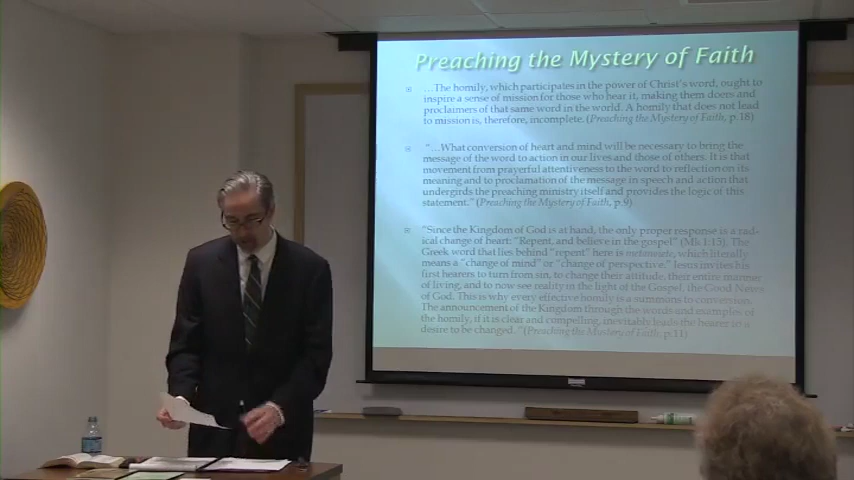 Preaching the Mystery of Faith
…The homily, which participates in the power of Christ's word, ought to
inspire a sense of mission for those who hear it, making them doers and
proclaimers of that same word in the world. A homily that does not lead
to mission is, therefore, incomplete. (Preaching the Mystery of Faith, p.18)
"…What conversion of heart and mind will be necessary to bring the
message of the word to action in our lives and those of others. It is that
movement from prayerful attentiveness to the word to reflection on its
meaning and to proclamation of the message in speech and action that
undergirds the preaching ministry itself and provides the logic of this
statement." (Preaching the Mystery of Faith, p.9)
"Since the Kingdom of God is at hand, the only proper response is a rad-
ical change of heart: "Repent, and believe in the gospel" (Mk 1:13). The
Greek word that lies behind "repent" here is which literally
means a "change of mind" or "change of perspective." Jesus invites his
first hearers to turn from sin, to change their attitude, their entire manner
of living, and to now see reality in the light of the Gospel, the Good News
of God. This is why every effective homily is a summons to conversion.
The announcement of the Kingdom through the words and examples of
the homily, if it is clear and compelling, inevitably leads the hearer to a
desire to be changed." (Preaching the Mystery of Faith, p.11)